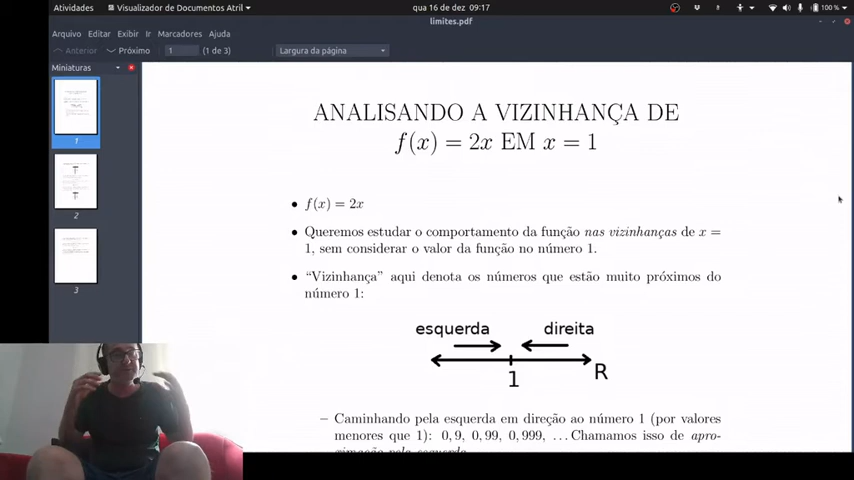 Atividades
Visualizador de Documentos Atril
qua 16 de dez 09:17
100 %
limites.pdf
Arquivo Editar Exibir Ir Marcadores Ajuda
Anterior
Próximo
1
(1 de 3)
Largura da página
Miniaturas
1
2
3
ANALISANDO A VIZINHANÇA DE
f(x) = 2x EM x = 1
• f(x) = 2x
• Queremos estudar o comportamento da função nas vizinhanças de x =
1, sem considerar o valor da função no número 1.
• “Vizinhança” aqui denota os números que estão muito próximos do
número 1:
esquerda direita
1 R
– Caminhando pela esquerda em direção ao número 1 (por valores
menores que 1): 0, 9, 0, 99, 0, 999, . . . Chamamos isso de apro-
ximação pela esquerda